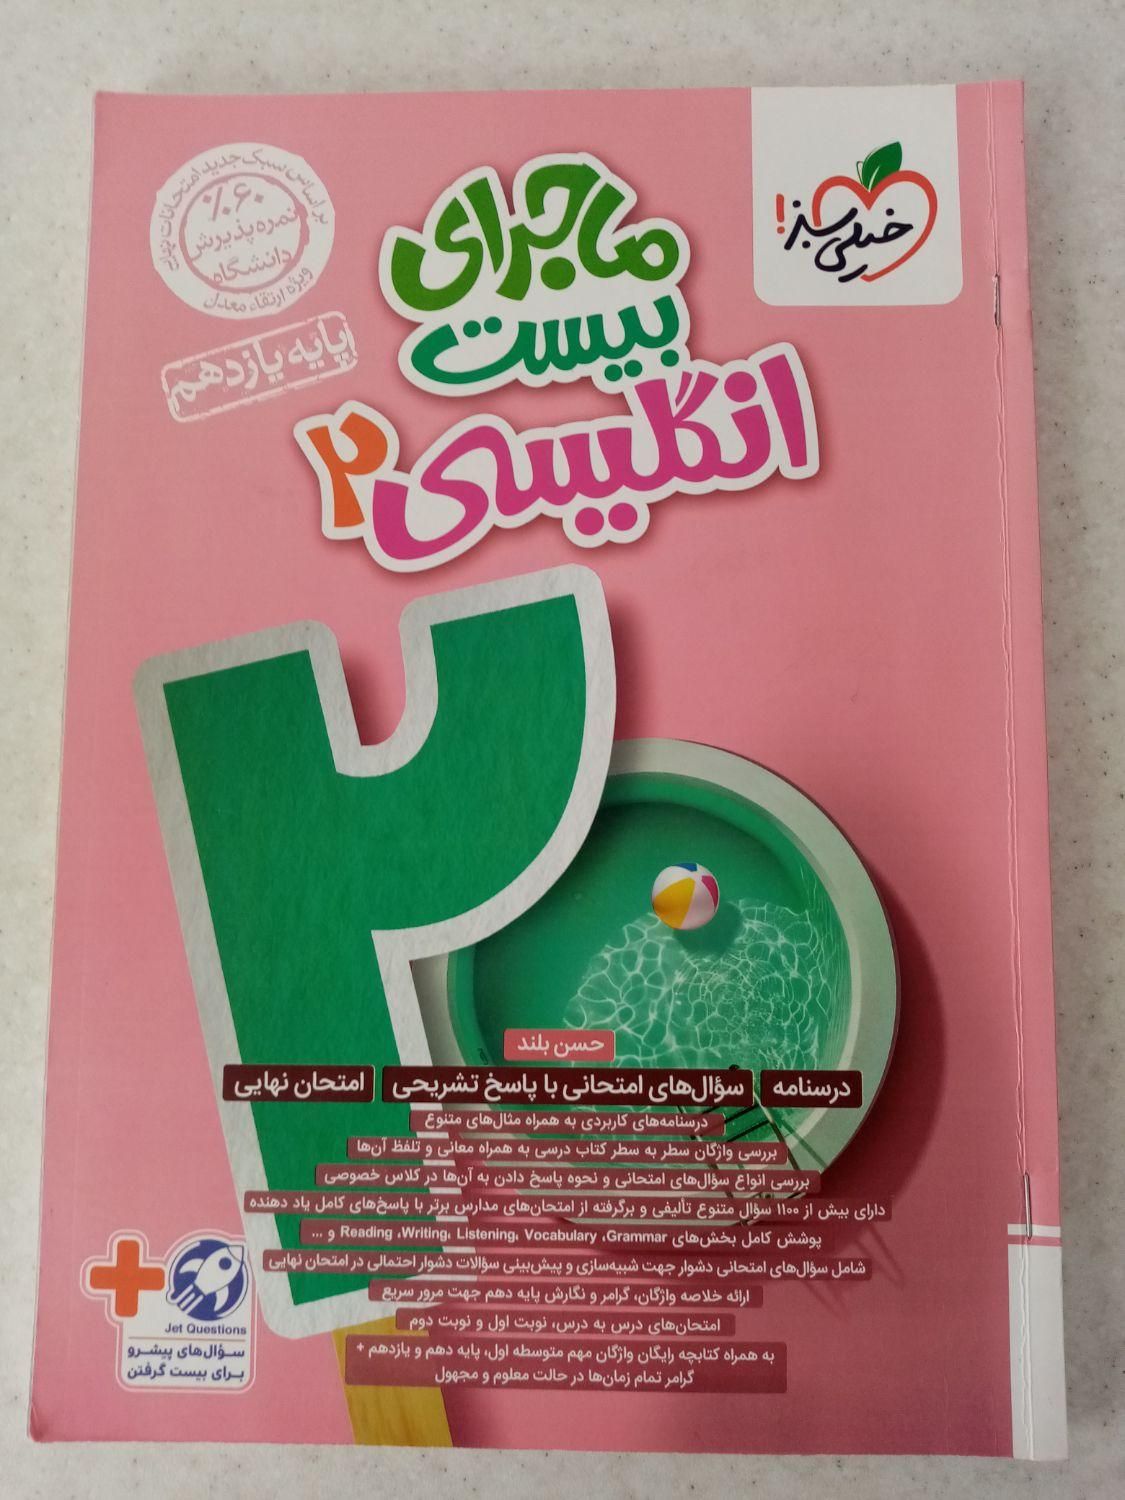 خیلی سبز!
بر اساس سبک جدید امتحانات نهایی
۶۰٪
نمره پذیرش
دانشگاه
ویژه ارتقاء معدل
پایه یازدهم
ماجرای
بیست
انگلیسی ۲
۲۰
حسن بلند
درسنامه
سؤال‌های امتحانی با پاسخ تشریحی
امتحان نهایی
درسنامه‌های کاربردی به همراه مثال‌های متنوع
بررسی واژگان سطر به سطر کتاب درسی به همراه معانی و تلفظ آن‌ها
بررسی انواع سؤال‌های امتحانی و نحوه پاسخ دادن به آن‌ها در کلاس خصوصی
دارای بیش از ۱۱۰۰ سؤال متنوع تألیفی و برگرفته از امتحان‌های مدارس برتر با پاسخ‌های کامل یاد دهنده
پوشش کامل بخش‌های Reading ،Writing، Listening، Vocabulary ،Grammar و ...
شامل سؤال‌های امتحانی دشوار جهت شبیه‌سازی و پیش‌بینی سؤالات دشوار احتمالی در امتحان نهایی
ارائه خلاصه واژگان، گرامر و نگارش پایه دهم جهت مرور سریع
امتحان‌های درس به درس، نوبت اول و نوبت دوم
به همراه کتابچه رایگان واژگان مهم متوسطه اول، پایه دهم و یازدهم +
گرامر تمام زمان‌ها در حالت معلوم و مجهول
Jet Questions
سؤال‌های پیشرو
برای بیست گرفتن